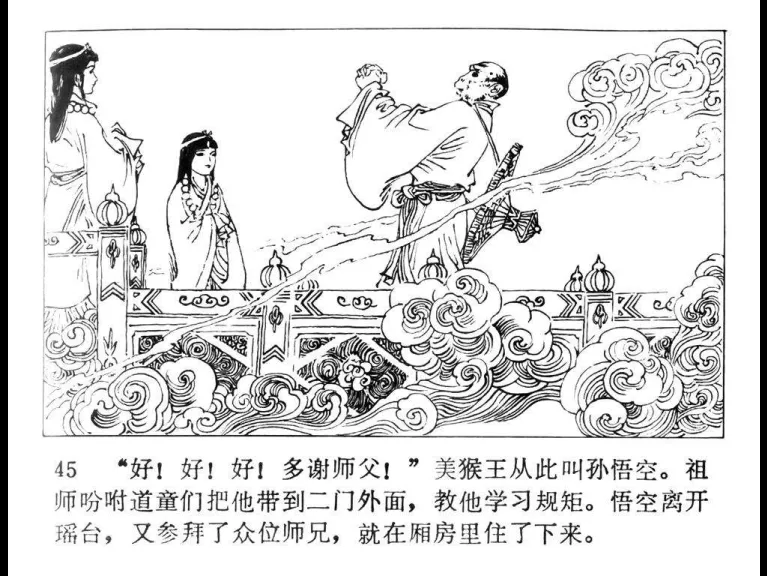 45 “好！好！好！多谢师父！”美猴王从此叫孙悟空。祖
师吩咐道童们把他带到二门外面，教他学习规矩。悟空离开
瑶台，又参拜了众位师兄，就在厢房里住了下来。